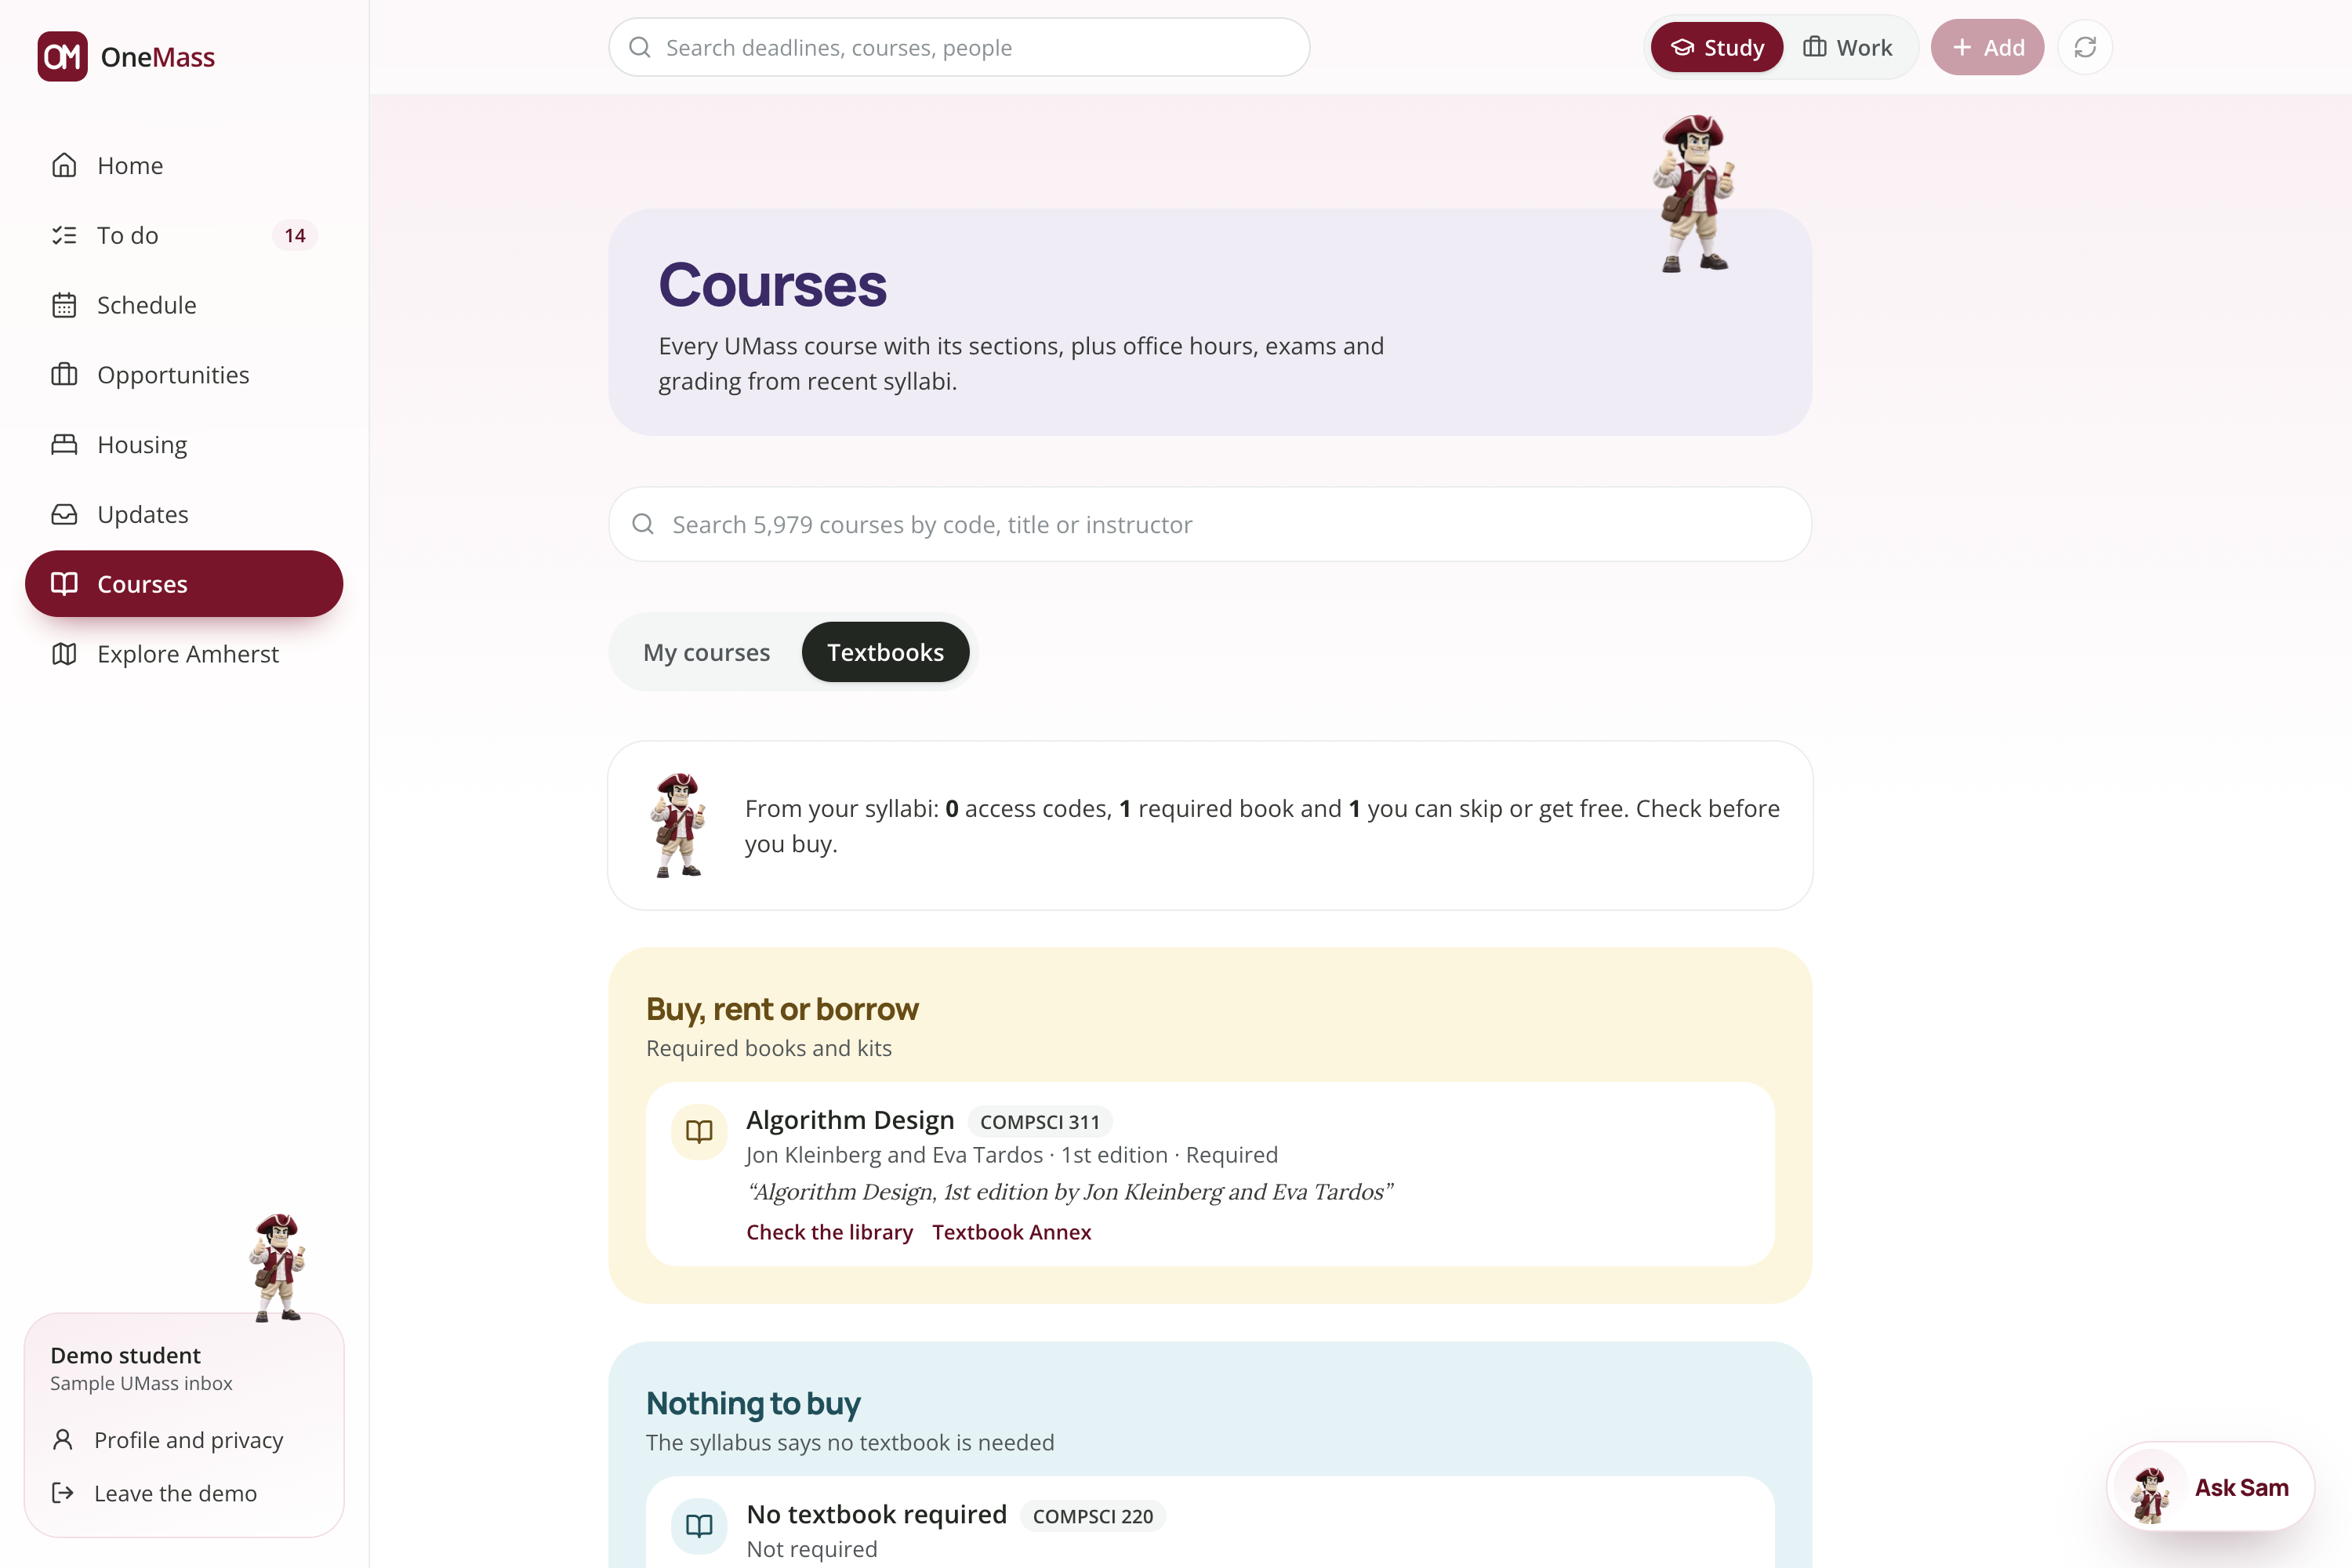 OM OneMass
Search deadlines, courses, people
Study
Work
+ Add
Home
To do 14
Schedule
Opportunities
Housing
Updates
Courses
Explore Amherst
Courses
Every UMass course with its sections, plus office hours, exams and
grading from recent syllabi.
Search 5,979 courses by code, title or instructor
My courses
Textbooks
From your syllabi: 0 access codes, 1 required book and 1 you can skip or get free. Check before
you buy.
Buy, rent or borrow
Required books and kits
Algorithm Design COMPSCI 311
Jon Kleinberg and Eva Tardos · 1st edition · Required
“Algorithm Design, 1st edition by Jon Kleinberg and Eva Tardos”
Check the library Textbook Annex
Nothing to buy
The syllabus says no textbook is needed
No textbook required COMPSCI 220
Not required
Demo student
Sample UMass inbox
Profile and privacy
Leave the demo
Ask Sam